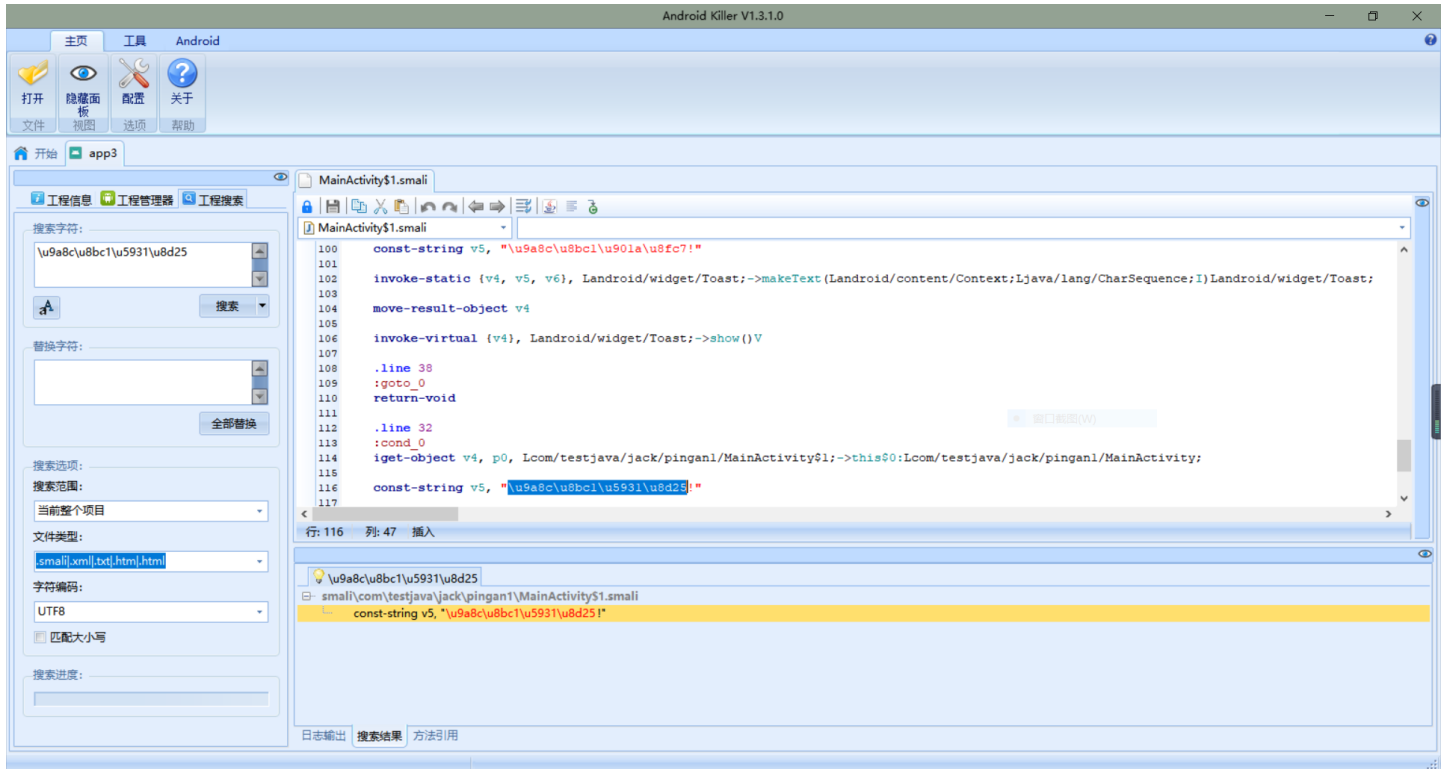 Android Killer V1.3.1.0
主页 工具 Android
打开 隐藏面板 配置 关于
文件 视图 选项 帮助
开始 app3
工程信息 工程管理器 工程搜索
搜索字符:
\u9a8c\u8bc1\u5931\u8d25
搜索
替换字符:
全部替换
搜索选项:
搜索范围:
当前整个项目
文件类型:
.smali|.xml|.txt|.htm|.html
字符编码:
UTF8
匹配大小写
搜索进度:
MainActivity$1.smali
MainActivity$1.smali
100 const-string v5, "\u9a8c\u8bc1\u901a\u8fc7!"
101
102 invoke-static {v4, v5, v6}, Landroid/widget/Toast;->makeText(Landroid/content/Context;Ljava/lang/CharSequence;I)Landroid/widget/Toast;
103
104 move-result-object v4
105
106 invoke-virtual {v4}, Landroid/widget/Toast;->show()V
107
108 .line 38
109 :goto_0
110 return-void
111
112 .line 32
113 :cond_0
114 iget-object v4, p0, Lcom/testjava/jack/pingan1/MainActivity$1;->this$0:Lcom/testjava/jack/pingan1/MainActivity;
115
116 const-string v5, "\u9a8c\u8bc1\u5931\u8d25!"
117
窗口截图(W)
行: 116 列: 47 插入
\u9a8c\u8bc1\u5931\u8d25
smali\com\testjava\jack\pingan1\MainActivity$1.smali
const-string v5, "\u9a8c\u8bc1\u5931\u8d25!"
日志输出 搜索结果 方法引用